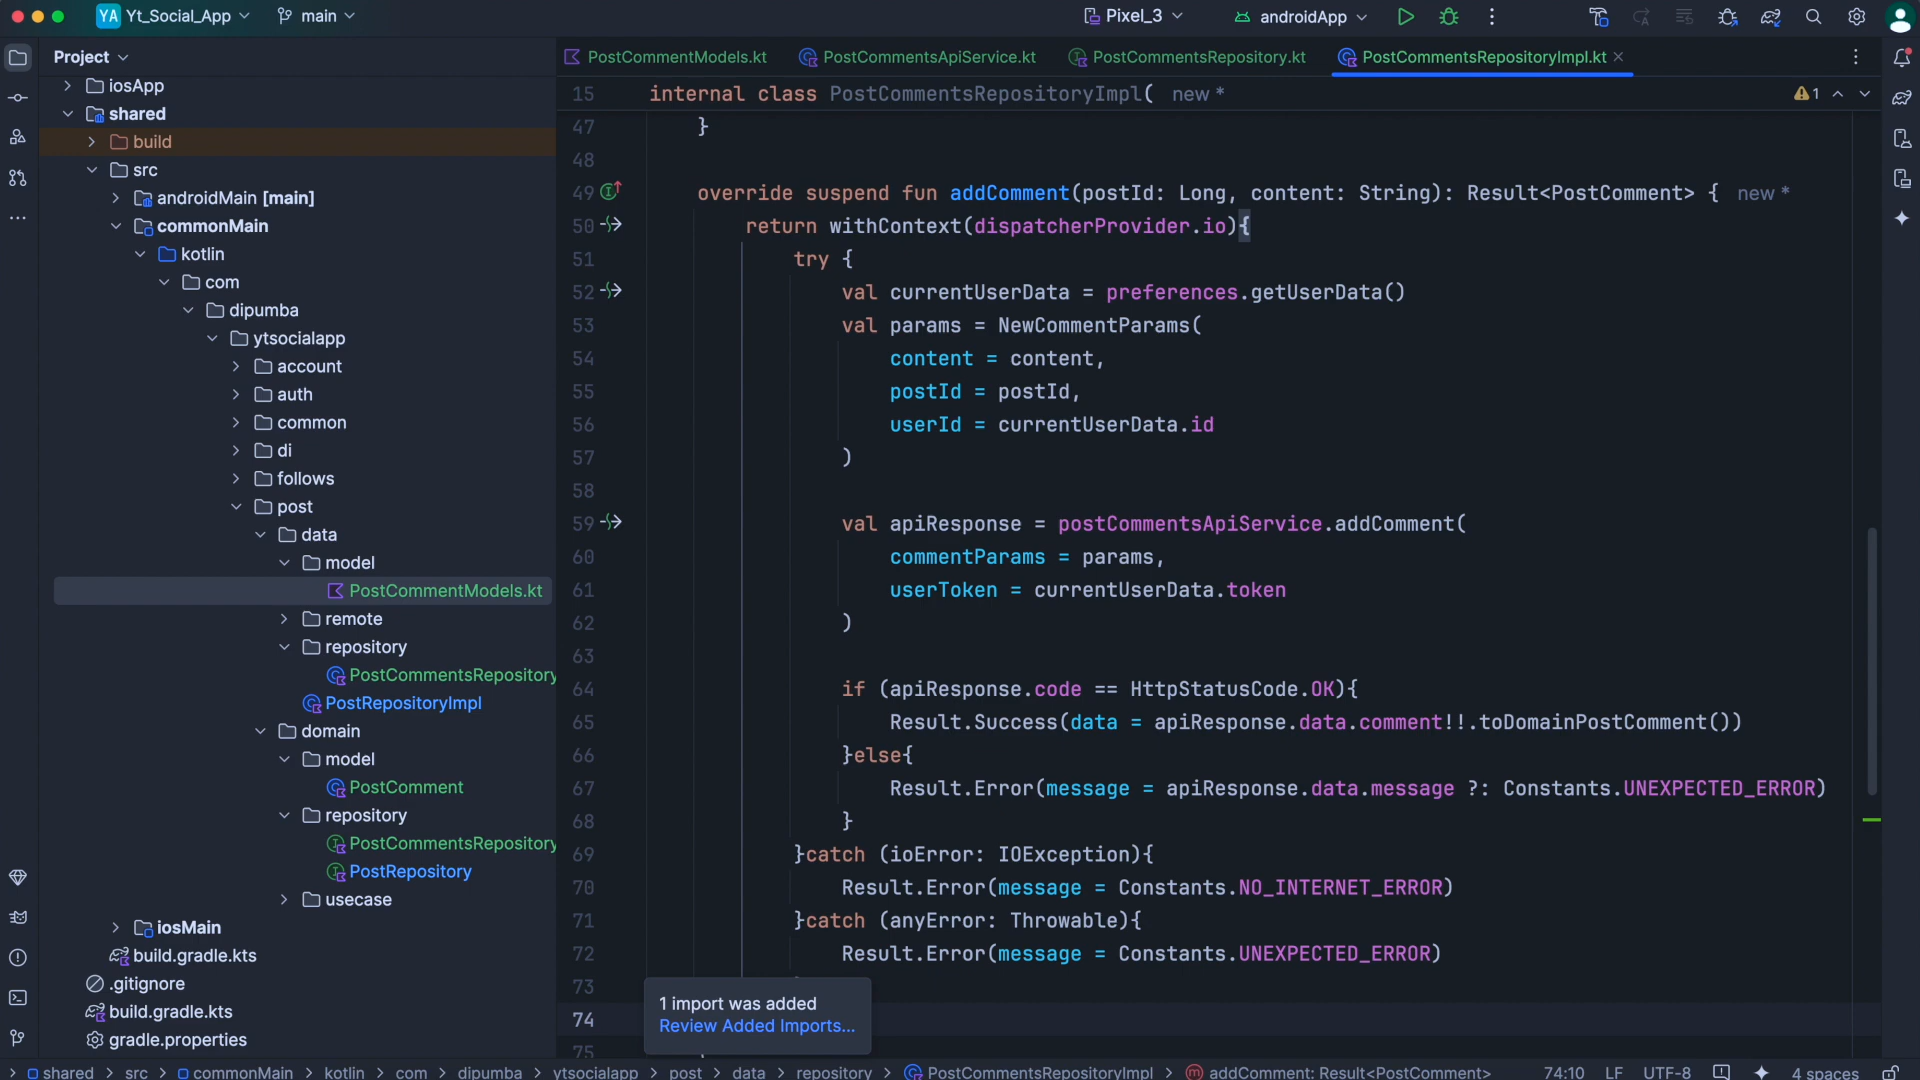 YA Yt_Social_App main Pixel_3 androidApp
Project
PostCommentModels.kt PostCommentsApiService.kt PostCommentsRepository.kt PostCommentsRepositoryImpl.kt
iosApp
shared
build
src
androidMain [main]
commonMain
kotlin
com
dipumba
ytsocialapp
account
auth
common
di
follows
post
data
model
PostCommentModels.kt
remote
repository
PostCommentsRepository
PostRepositoryImpl
domain
model
PostComment
repository
PostCommentsRepository
PostRepository
usecase
iosMain
build.gradle.kts
.gitignore
build.gradle.kts
gradle.properties
15 internal class PostCommentsRepositoryImpl( new * 1
47 }
48
49 override suspend fun addComment(postId: Long, content: String): Result<PostComment> { new *
50 return withContext(dispatcherProvider.io){
51 try {
52 val currentUserData = preferences.getUserData()
53 val params = NewCommentParams(
54 content = content,
55 postId = postId,
56 userId = currentUserData.id
57 )
58
59 val apiResponse = postCommentsApiService.addComment(
60 commentParams = params,
61 userToken = currentUserData.token
62 )
63
64 if (apiResponse.code == HttpStatusCode.OK){
65 Result.Success(data = apiResponse.data.comment!!.toDomainPostComment())
66 }else{
67 Result.Error(message = apiResponse.data.message ?: Constants.UNEXPECTED_ERROR)
68 }
69 }catch (ioError: IOException){
70 Result.Error(message = Constants.NO_INTERNET_ERROR)
71 }catch (anyError: Throwable){
72 Result.Error(message = Constants.UNEXPECTED_ERROR)
73
74
75
1 import was added
Review Added Imports...
shared > src > commonMain > kotlin > com > dipumba > ytsocialapp > post > data > repository > PostCommentsRepositoryImpl > addComment: Result<PostComment> 74:10 LF UTF-8 4 spaces